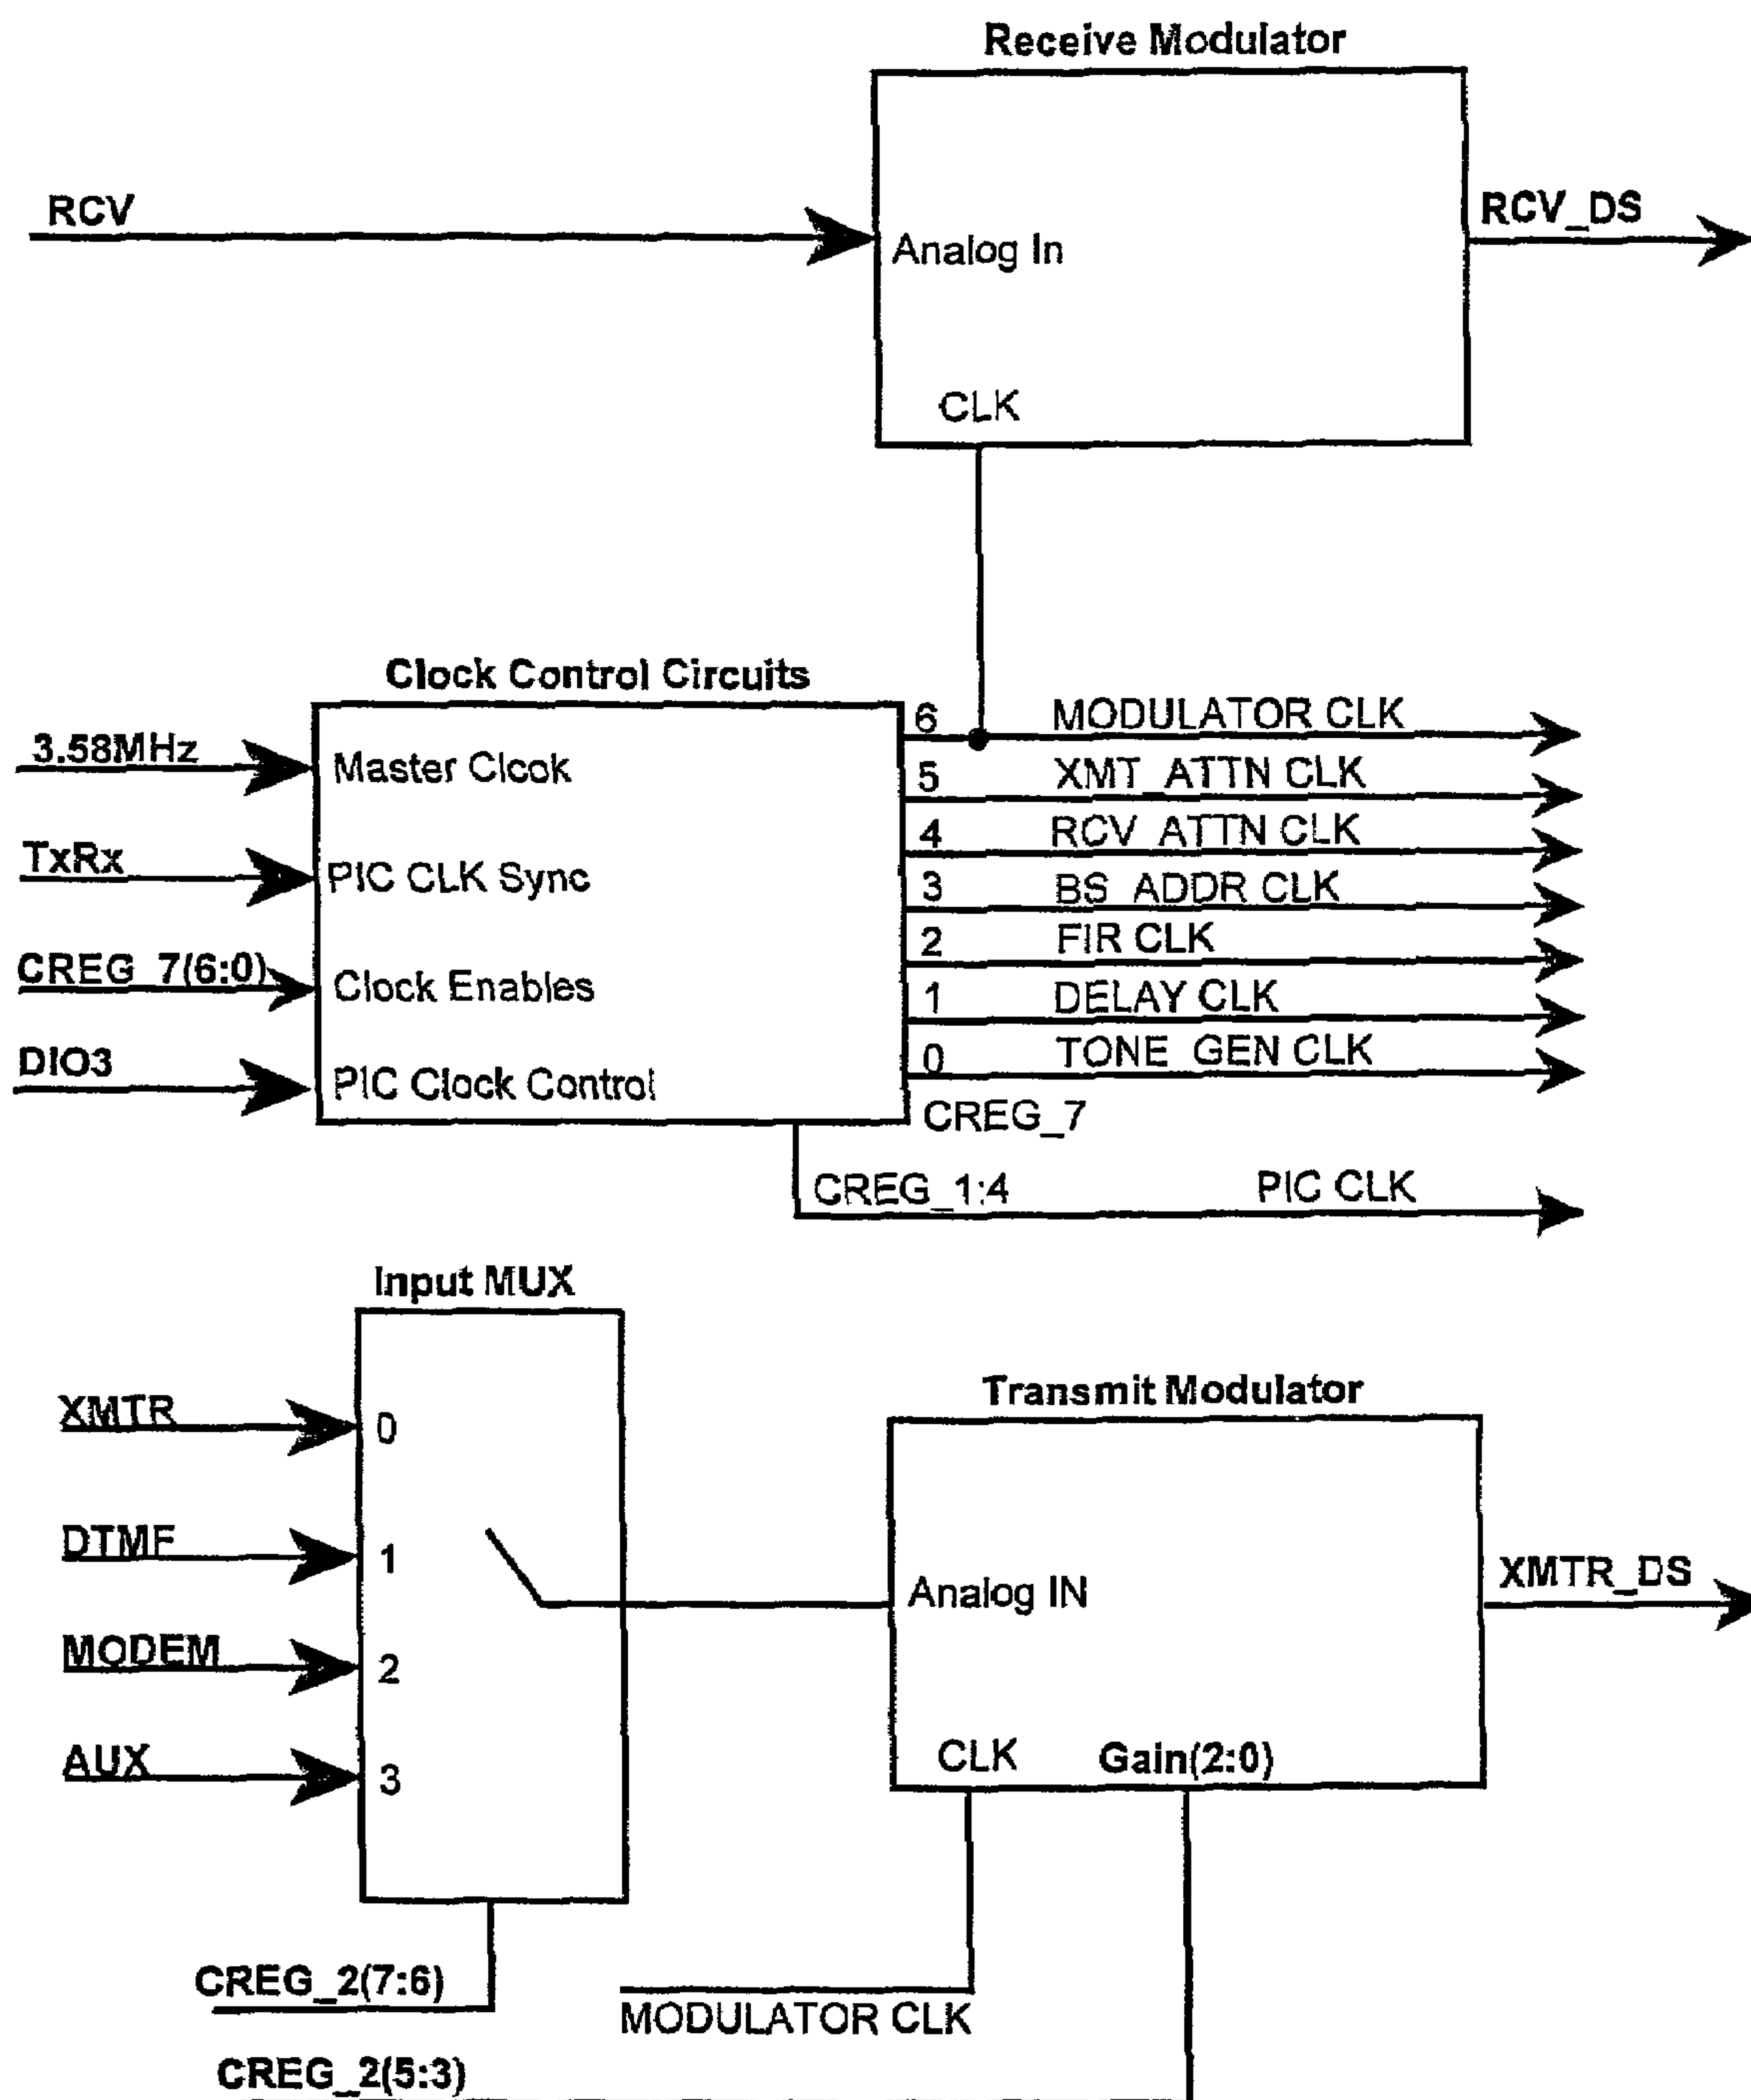 Receive Modulator
RCV
Analog In
RCV_DS
CLK
Clock Control Circuits
3.58MHz
Master Clcok
TxRx
PIC CLK Sync
CREG_7(6:0)
Clock Enables
DIO3
PIC Clock Control
6 MODULATOR CLK
5 XMT_ATTN CLK
4 RCV_ATTN CLK
3 BS_ADDR CLK
2 FIR CLK
1 DELAY CLK
0 TONE_GEN CLK
CREG_7
CREG_1:4 PIC CLK
Input MUX
XMTR 0
DTMF 1
MODEM 2
AUX 3
Transmit Modulator
Analog IN
XMTR_DS
CLK Gain(2:0)
CREG_2(7:6)
MODULATOR CLK
CREG_2(5:3)